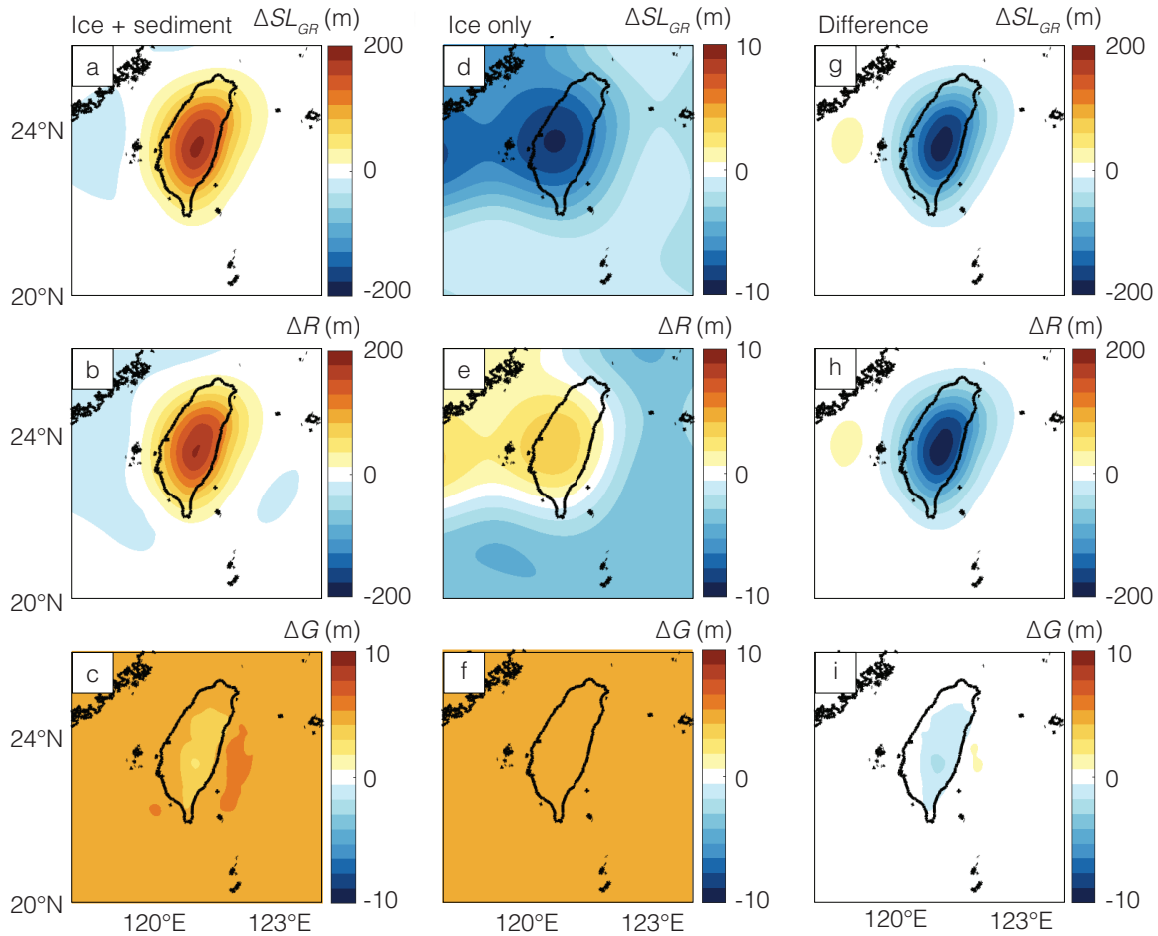 Ice + sediment ΔSL_GR (m) Ice only ΔSL_GR (m) Difference ΔSL_GR (m)
a 200 d 10 g 200
24°N 0 0 0
20°N -200 -10 -200
ΔR (m) ΔR (m) ΔR (m)
b 200 e 10 h 200
24°N 0 0 0
20°N -200 -10 -200
ΔG (m) ΔG (m) ΔG (m)
c 10 f 10 i 10
24°N 0 0 0
20°N -10 -10 -10
120°E 123°E 120°E 123°E 120°E 123°E